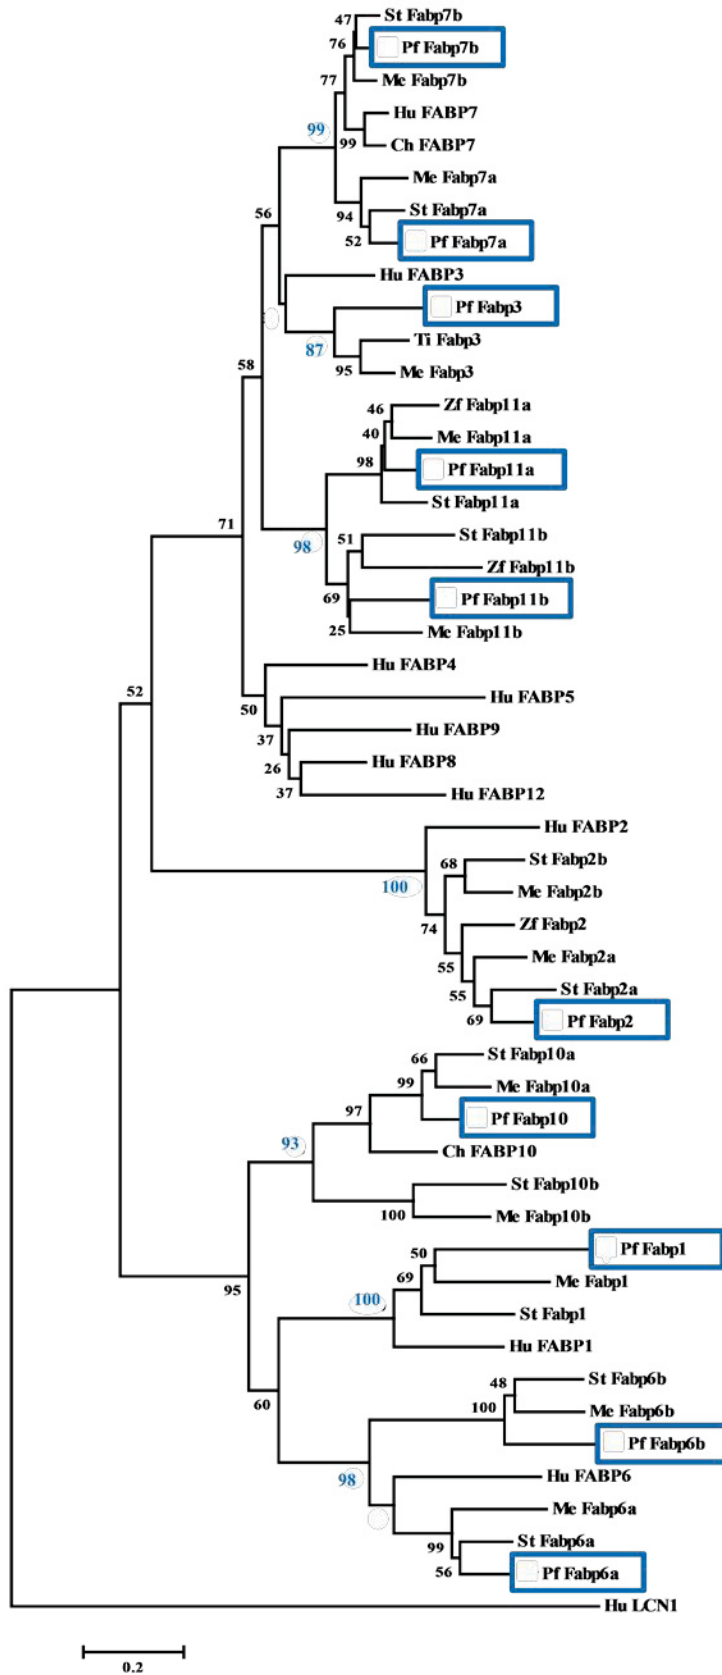 47
St Fabp7b
76
Pf Fabp7b
77
Me Fabp7b
Hu FABP7
99
99
Ch FABP7
Me Fabp7a
94
St Fabp7a
52
Pf Fabp7a
56
Hu FABP3
Pf Fabp3
87
Ti Fabp3
58
95
Me Fabp3
46
Zf Fabp11a
40
Me Fabp11a
98
Pf Fabp11a
St Fabp11a
71
98
51
St Fabp11b
Zf Fabp11b
69
Pf Fabp11b
25
Me Fabp11b
Hu FABP4
52
50
Hu FABP5
37
Hu FABP9
26
Hu FABP8
37
Hu FABP12
Hu FABP2
68
St Fabp2b
100
Me Fabp2b
74
Zf Fabp2
55
Me Fabp2a
55
St Fabp2a
69
Pf Fabp2
66
St Fabp10a
99
Me Fabp10a
97
Pf Fabp10
93
Ch FABP10
St Fabp10b
100
Me Fabp10b
50
Pf Fabp1
95
69
Me Fabp1
100
St Fabp1
Hu FABP1
48
St Fabp6b
60
100
Me Fabp6b
Pf Fabp6b
98
Hu FABP6
Me Fabp6a
99
St Fabp6a
56
Pf Fabp6a
Hu LCN1
0.2